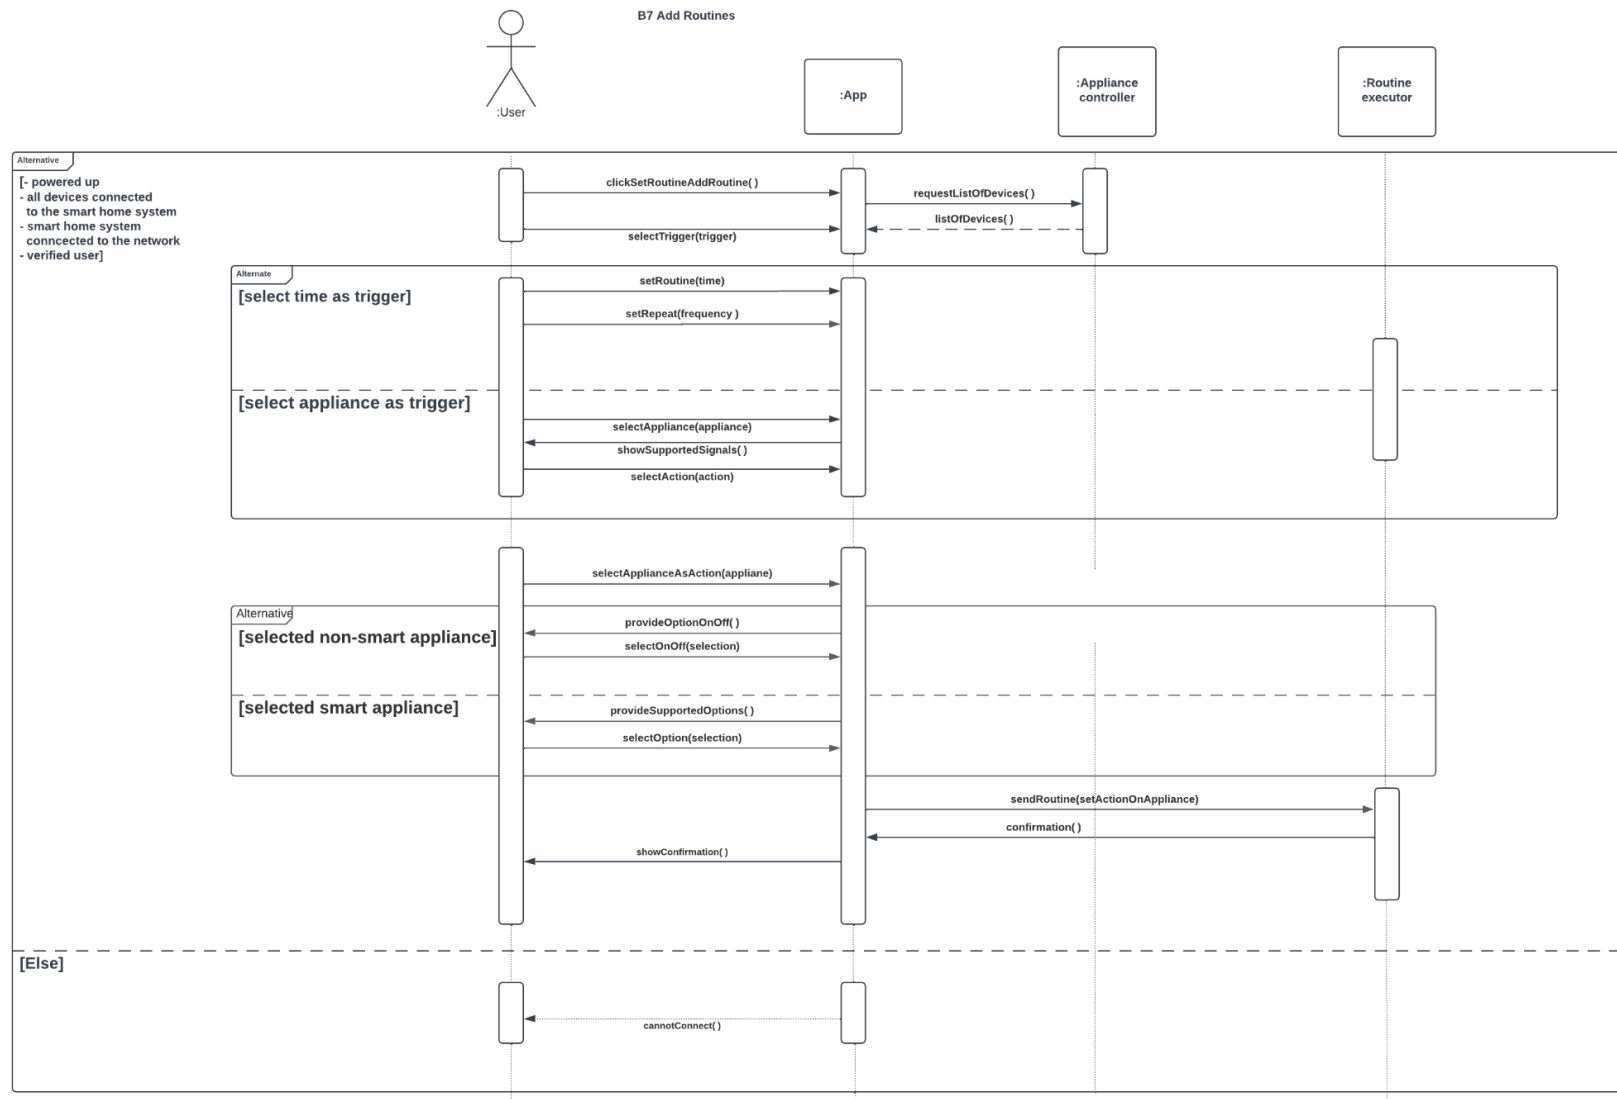 B7 Add Routines
:User
:App
:Appliance
controller
:Routine
executor
Alternative
[- powered up
- all devices connected
to the smart home system
- smart home system
conncected to the network
- verified user]
clickSetRoutineAddRoutine( )
requestListOfDevices( )
listOfDevices( )
selectTrigger(trigger)
Alternate
[select time as trigger]
setRoutine(time)
setRepeat(frequency )
[select appliance as trigger]
selectAppliance(appliance)
showSupportedSignals( )
selectAction(action)
selectApplianceAsAction(appliane)
Alternative
[selected non-smart appliance]
provideOptionOnOff( )
selectOnOff(selection)
[selected smart appliance]
provideSupportedOptions( )
selectOption(selection)
sendRoutine(setActionOnAppliance)
confirmation( )
showConfirmation( )
[Else]
cannotConnect( )